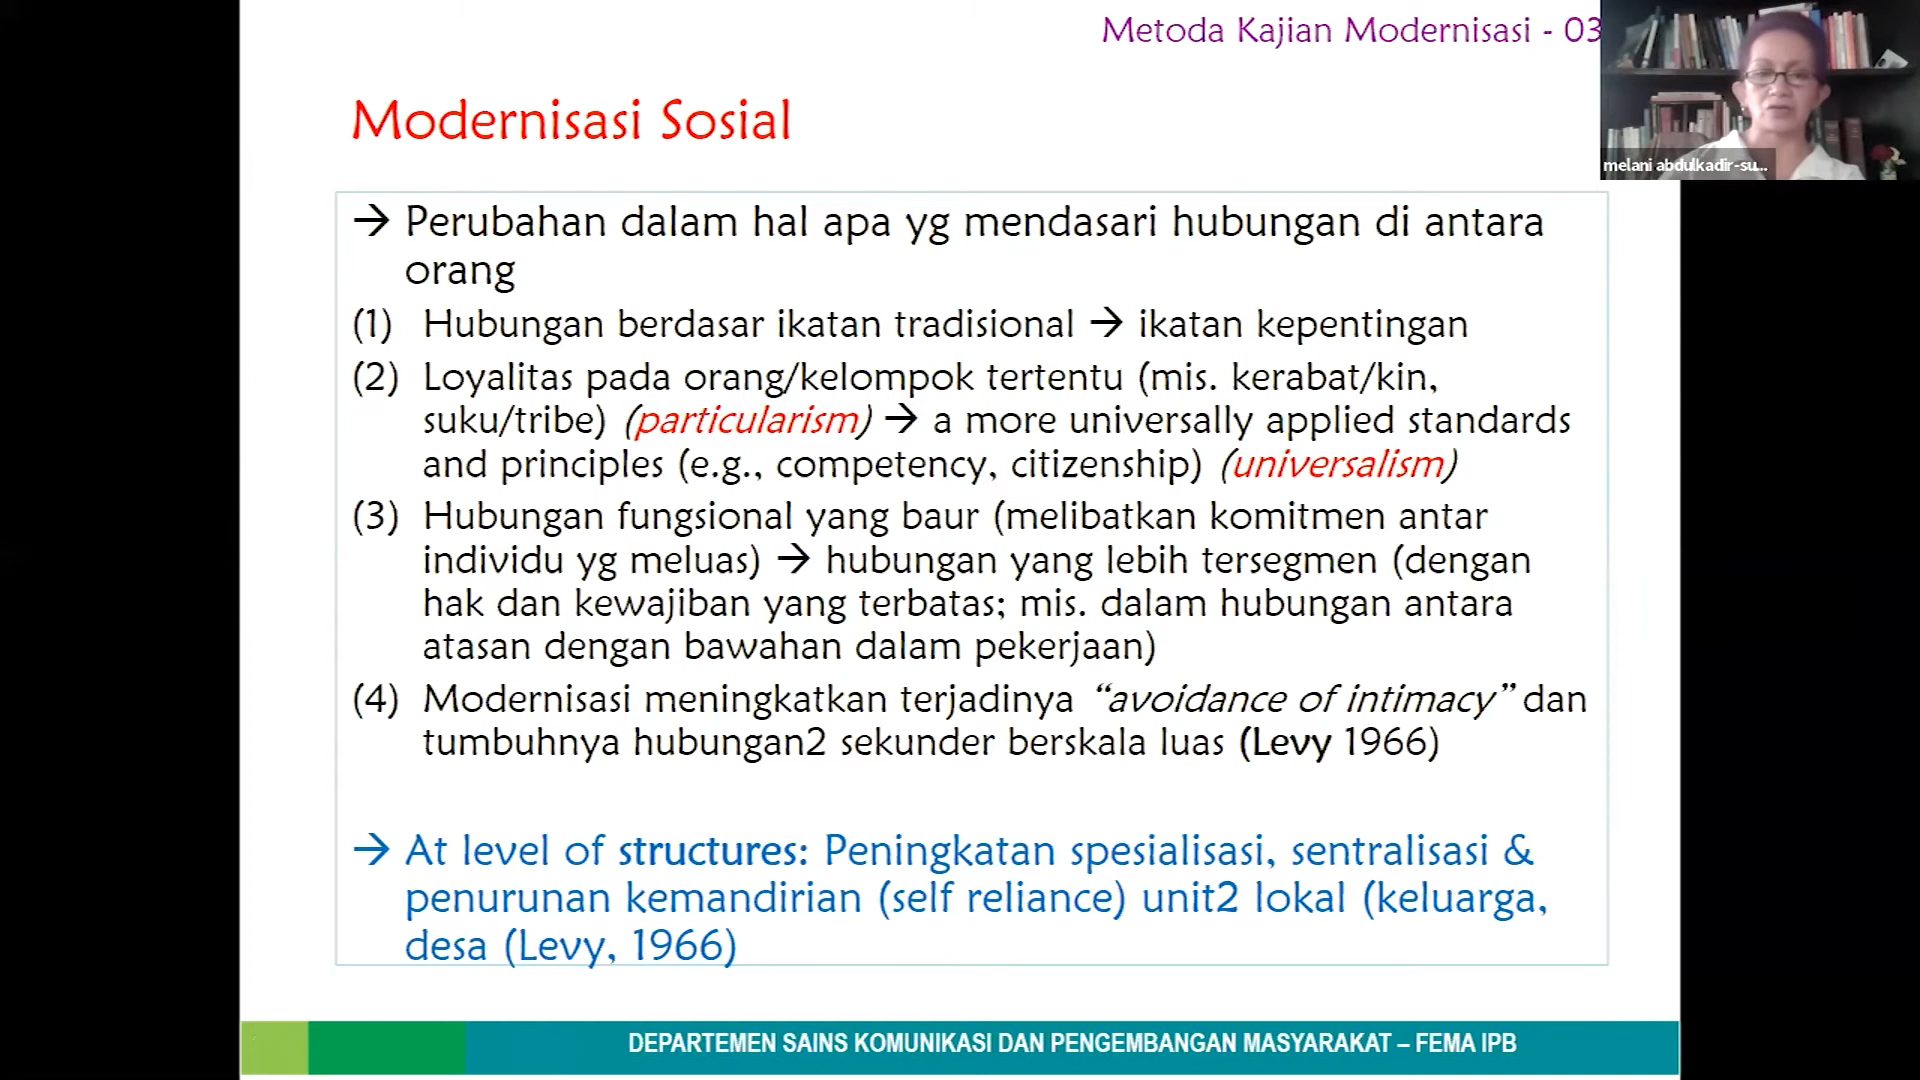 Metoda Kajian Modernisasi - 03
melani abdulkadir-su...
Modernisasi Sosial
→ Perubahan dalam hal apa yg mendasari hubungan di antara
orang
(1) Hubungan berdasar ikatan tradisional → ikatan kepentingan
(2) Loyalitas pada orang/kelompok tertentu (mis. kerabat/kin,
suku/tribe) (particularism) → a more universally applied standards
and principles (e.g., competency, citizenship) (universalism)
(3) Hubungan fungsional yang baur (melibatkan komitmen antar
individu yg meluas) → hubungan yang lebih tersegmen (dengan
hak dan kewajiban yang terbatas; mis. dalam hubungan antara
atasan dengan bawahan dalam pekerjaan)
(4) Modernisasi meningkatkan terjadinya “avoidance of intimacy” dan
tumbuhnya hubungan2 sekunder berskala luas (Levy 1966)
→ At level of structures: Peningkatan spesialisasi, sentralisasi &
penurunan kemandirian (self reliance) unit2 lokal (keluarga,
desa (Levy, 1966)
DEPARTEMEN SAINS KOMUNIKASI DAN PENGEMBANGAN MASYARAKAT – FEMA IPB